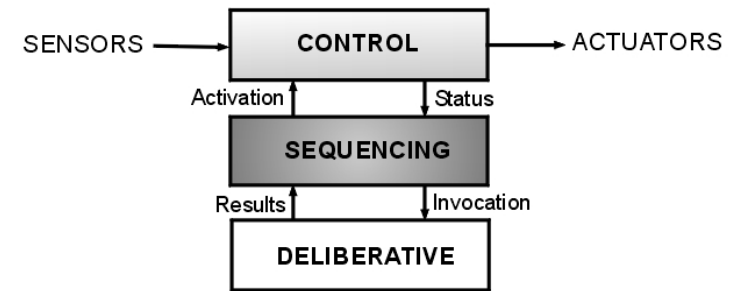 SENSORS
CONTROL
ACTUATORS
Activation
Status
SEQUENCING
Results
Invocation
DELIBERATIVE